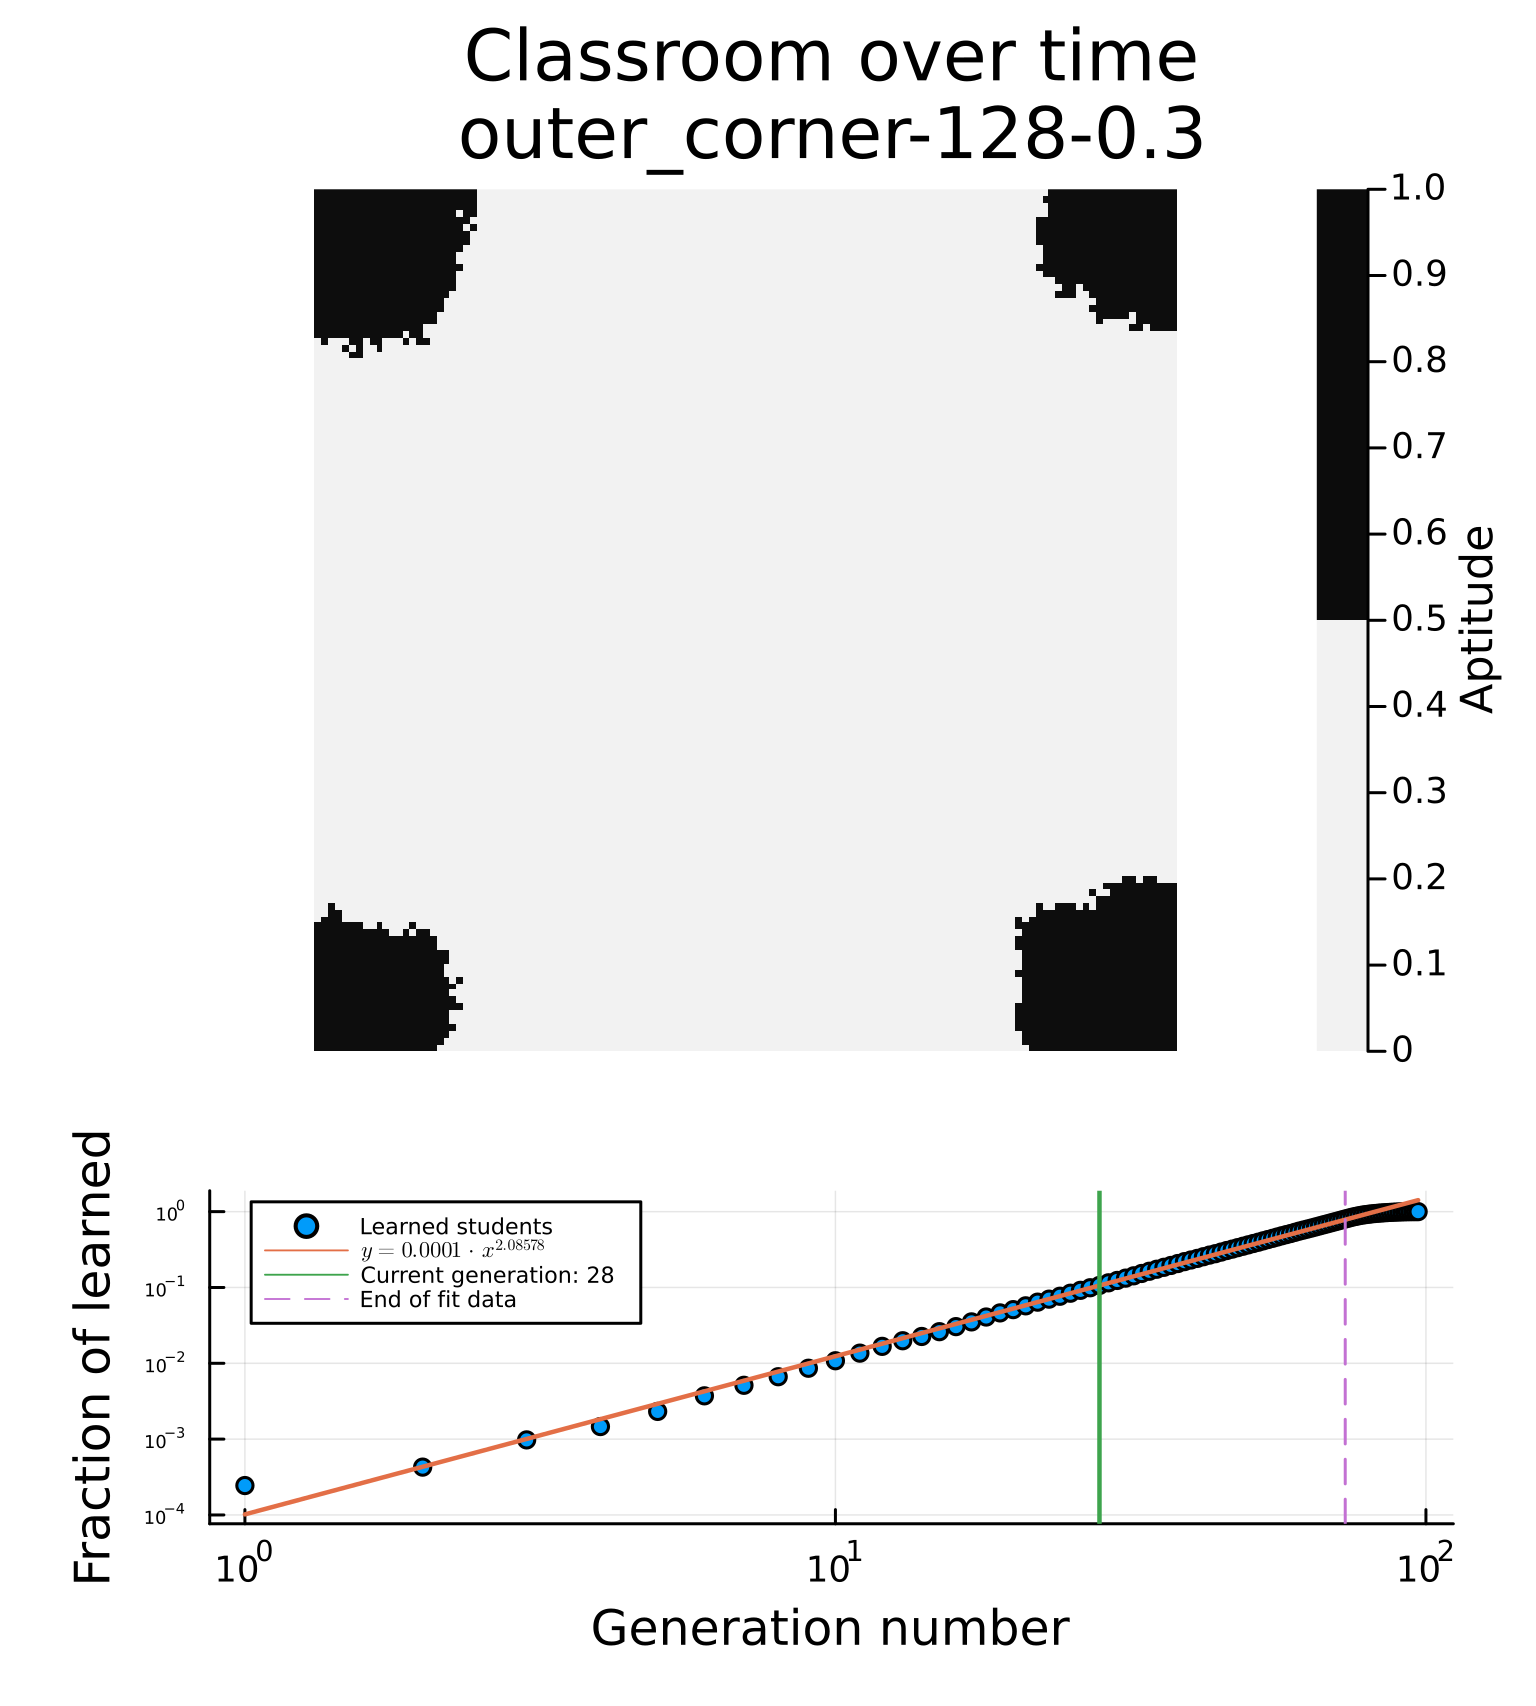 Classroom over time
outer_corner-128-0.3
1.0
0.9
0.8
0.7
0.6
0.5
0.4
0.3
0.2
0.1
0
Aptitude
Fraction of learned
10⁰
10⁻¹
10⁻²
10⁻³
10⁻⁴
Learned students
y = 0.0001 · x^2.08578
Current generation: 28
End of fit data
10⁰ 10¹ 10²
Generation number